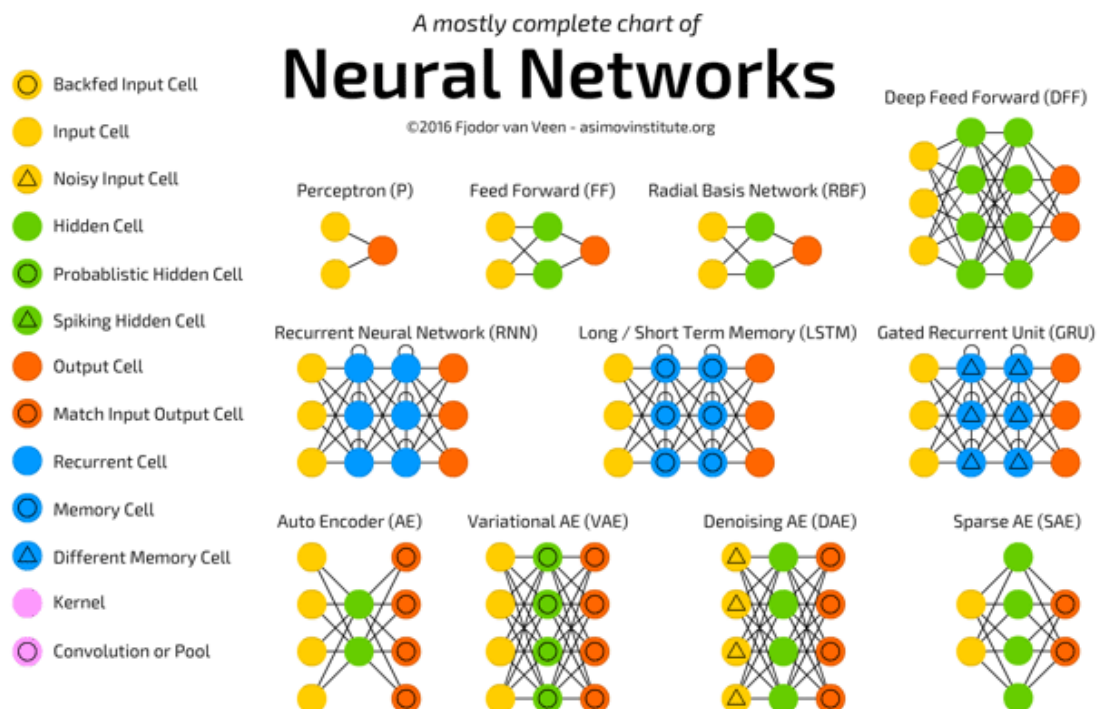 A mostly complete chart of
Neural Networks
©2016 Fjodor van Veen - asimovinstitute.org
Backfed Input Cell
Input Cell
Noisy Input Cell
Hidden Cell
Probablistic Hidden Cell
Spiking Hidden Cell
Output Cell
Match Input Output Cell
Recurrent Cell
Memory Cell
Different Memory Cell
Kernel
Convolution or Pool
Deep Feed Forward (DFF)
Perceptron (P)
Feed Forward (FF)
Radial Basis Network (RBF)
Recurrent Neural Network (RNN)
Long / Short Term Memory (LSTM)
Gated Recurrent Unit (GRU)
Auto Encoder (AE)
Variational AE (VAE)
Denoising AE (DAE)
Sparse AE (SAE)